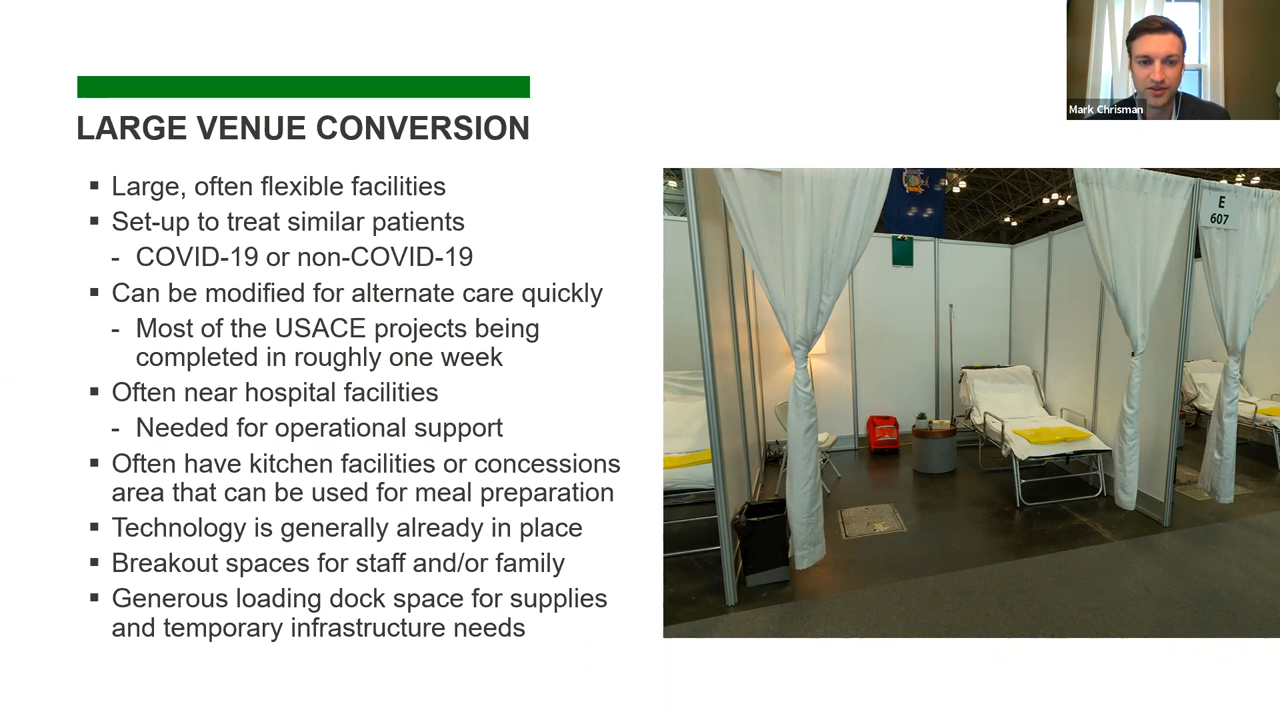 Mark Chrisman
LARGE VENUE CONVERSION
▪ Large, often flexible facilities
▪ Set-up to treat similar patients
- COVID-19 or non-COVID-19
▪ Can be modified for alternate care quickly
- Most of the USACE projects being
completed in roughly one week
▪ Often near hospital facilities
- Needed for operational support
▪ Often have kitchen facilities or concessions
area that can be used for meal preparation
▪ Technology is generally already in place
▪ Breakout spaces for staff and/or family
▪ Generous loading dock space for supplies
and temporary infrastructure needs
E
607